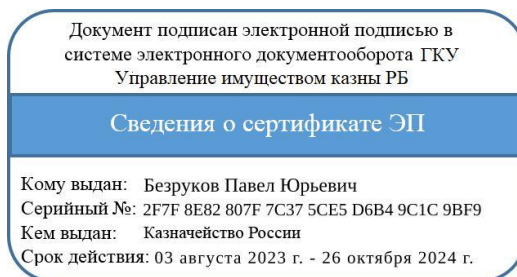 Документ подписан электронной подписью в
системе электронного документооборота ГКУ
Управление имуществом казны РБ
Сведения о сертификате ЭП
Кому выдан: Безруков Павел Юрьевич
Серийный №: 2F7F 8E82 807F 7C37 5CE5 D6B4 9C1C 9BF9
Кем выдан: Казначейство России
Срок действия: 03 августа 2023 г. - 26 октября 2024 г.